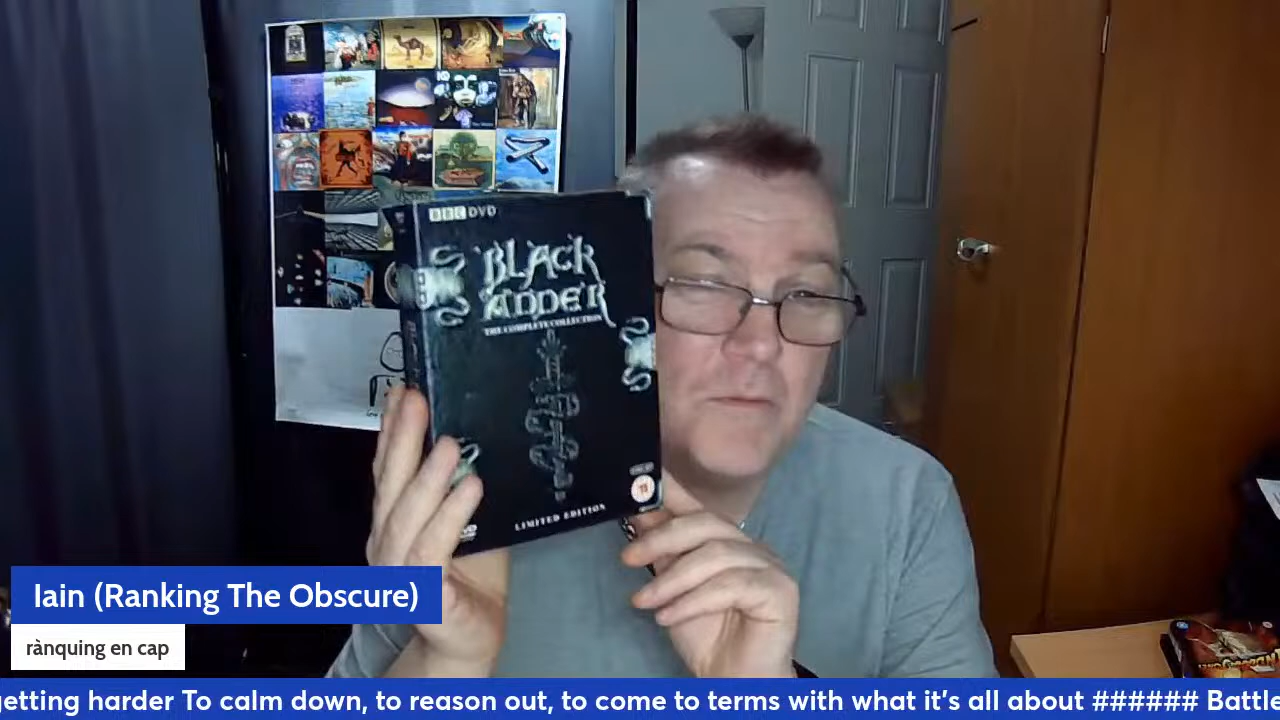 BBC DVD
BLACK
ADDER
THE COMPLETE COLLECTION
LIMITED EDITION
Iain (Ranking The Obscure)
rànquing en cap
getting harder To calm down, to reason out, to come to terms with what it's all about ###### Battle